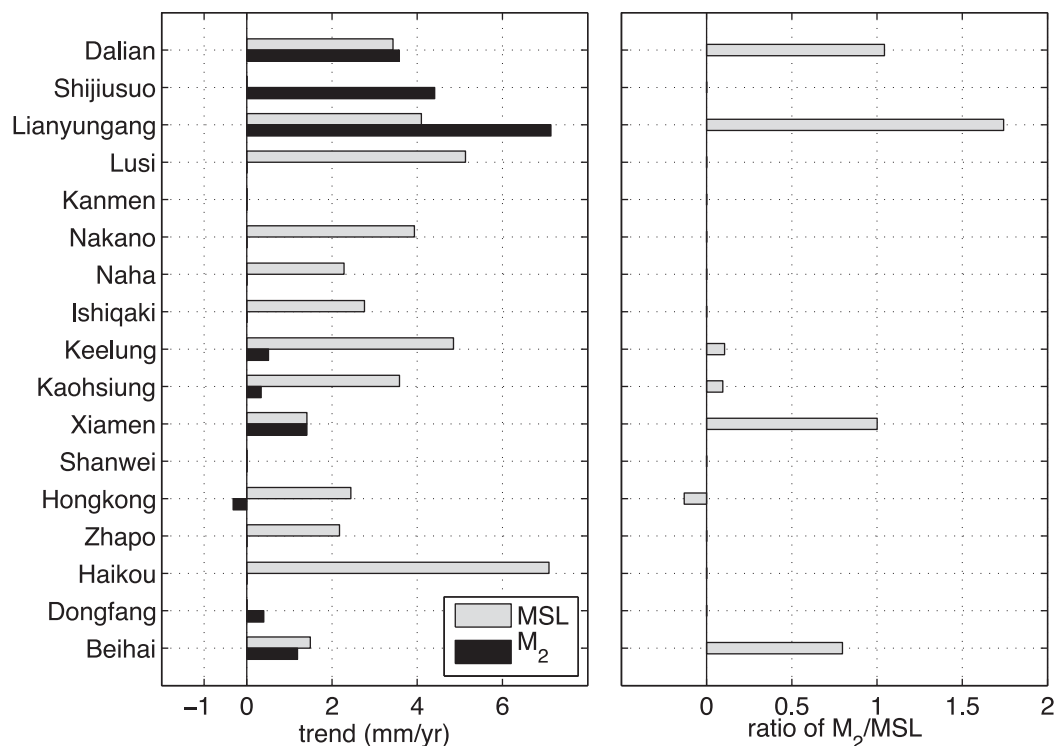 Dalian
Shijiusuo
Lianyungang
Lusi
Kanmen
Nakano
Naha
Ishiqaki
Keelung
Kaohsiung
Xiamen
Shanwei
Hongkong
Zhapo
Haikou
Dongfang
Beihai
MSL
M₂
−1 0 2 4 6
trend (mm/yr)
0 0.5 1 1.5 2
ratio of M₂/MSL